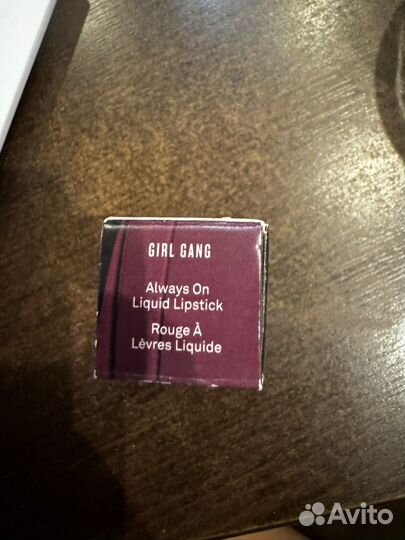 GIRL GANG
Always On
Liquid Lipstick
Rouge À
Lèvres Liquide
Avito